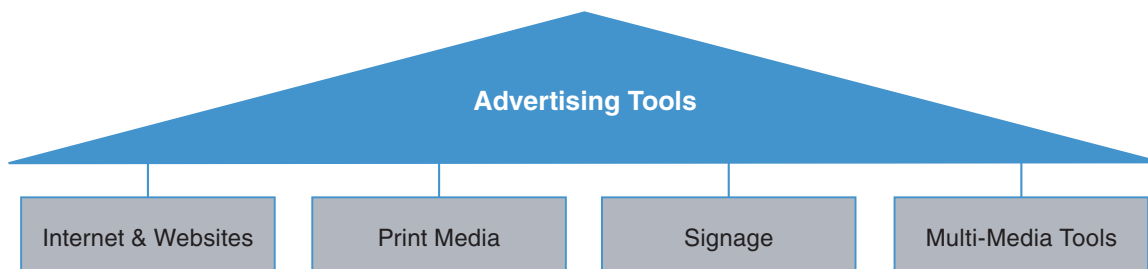 Advertising Tools
Internet & Websites
Print Media
Signage
Multi-Media Tools